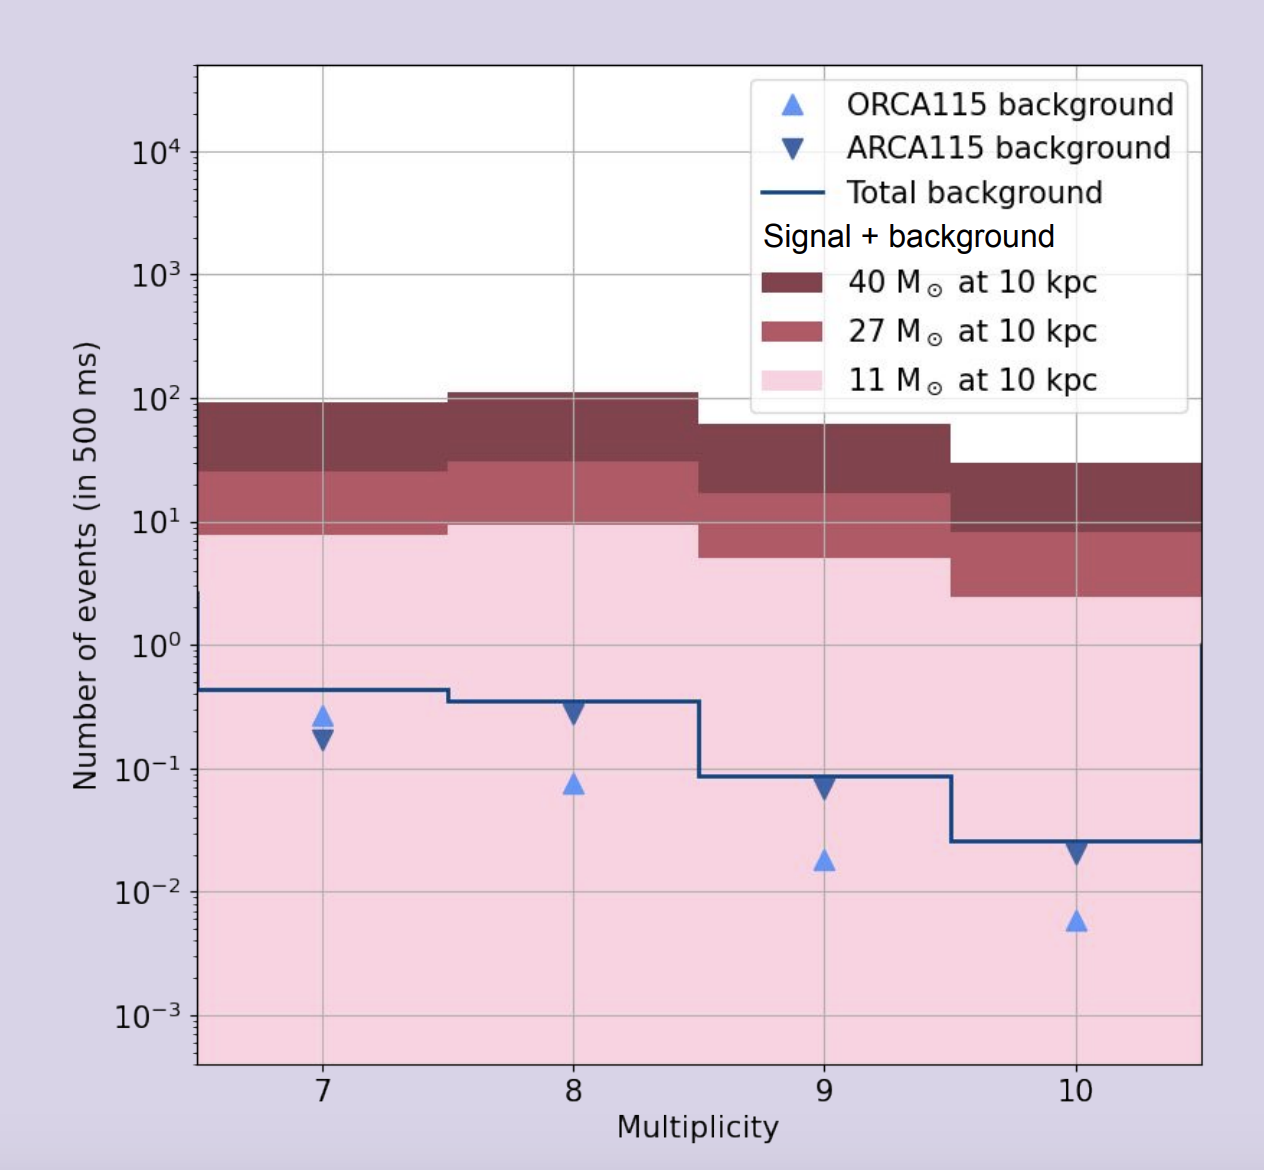 ORCA115 background
ARCA115 background
Total background
Signal + background
40 M⊙ at 10 kpc
27 M⊙ at 10 kpc
11 M⊙ at 10 kpc
10⁴
10³
10²
10¹
10⁰
10⁻¹
10⁻²
10⁻³
Number of events (in 500 ms)
7 8 9 10
Multiplicity